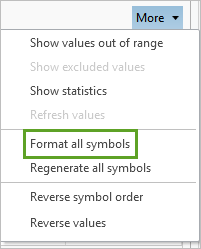 More
Show values out of range
Show excluded values
Show statistics
Refresh values
Format all symbols
Regenerate all symbols
Reverse symbol order
Reverse values